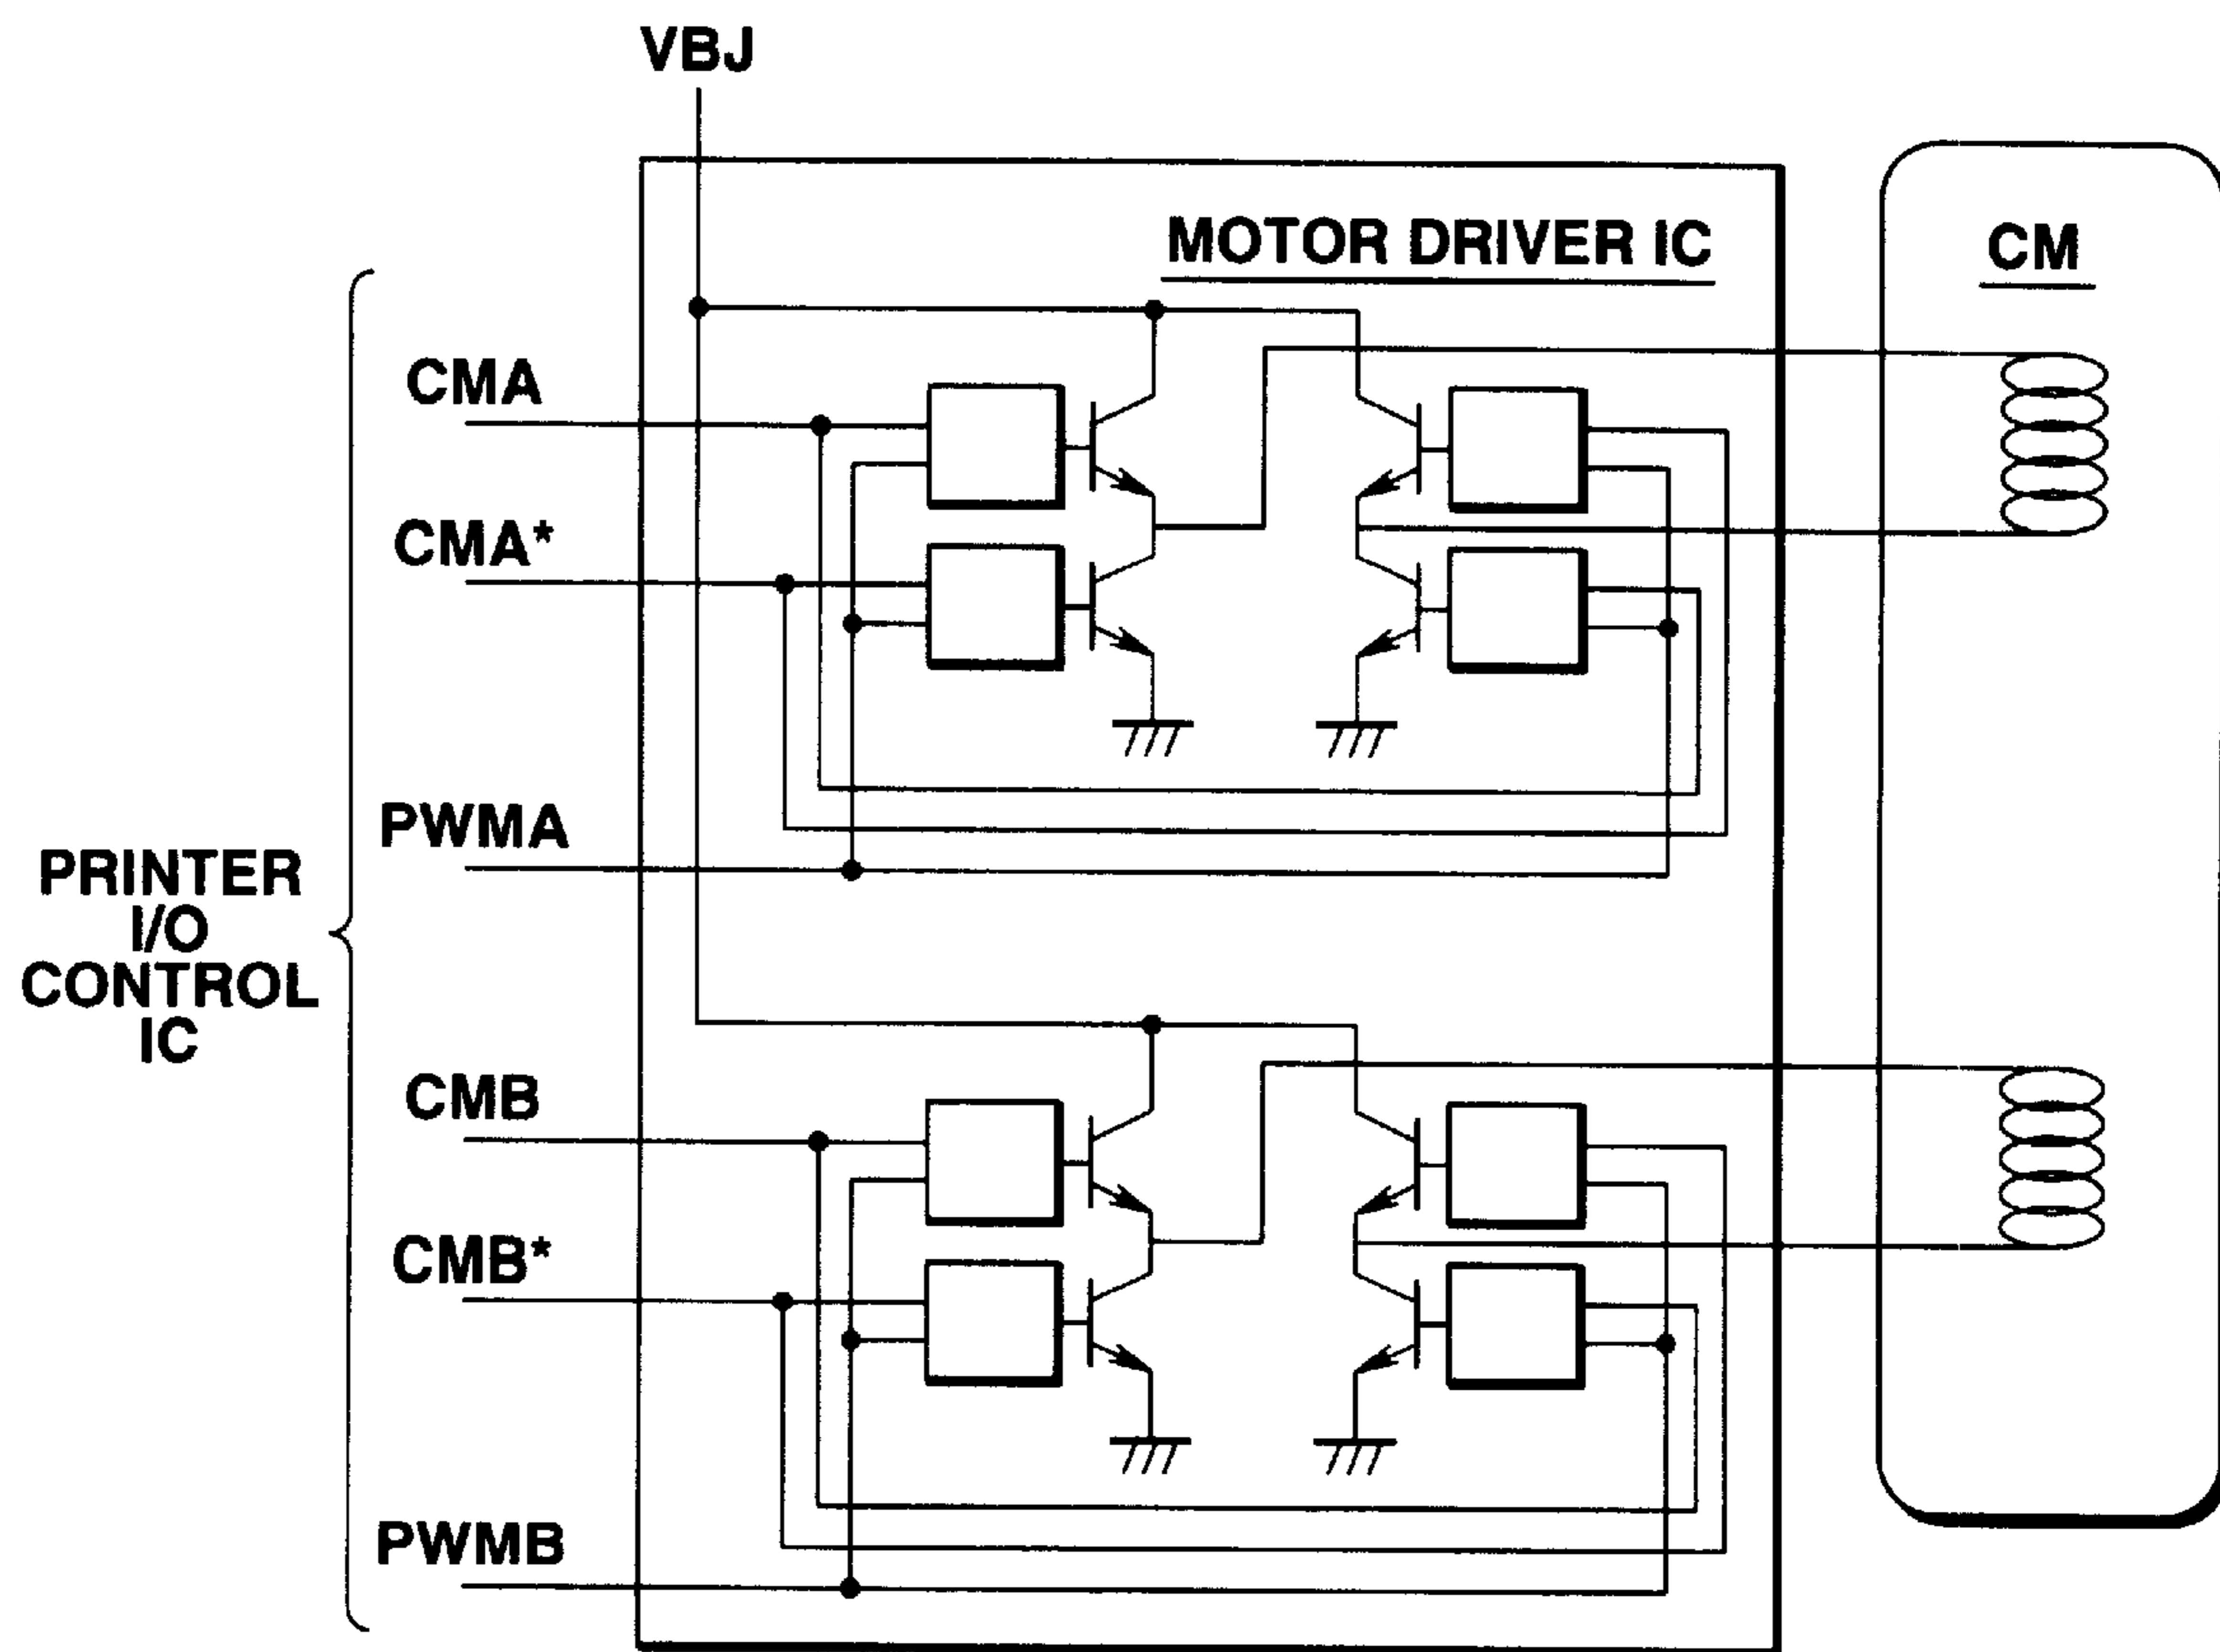 VBJ
MOTOR DRIVER IC
CM
CMA
CMA*
PWMA
PRINTER
I/O
CONTROL
IC
CMB
CMB*
PWMB